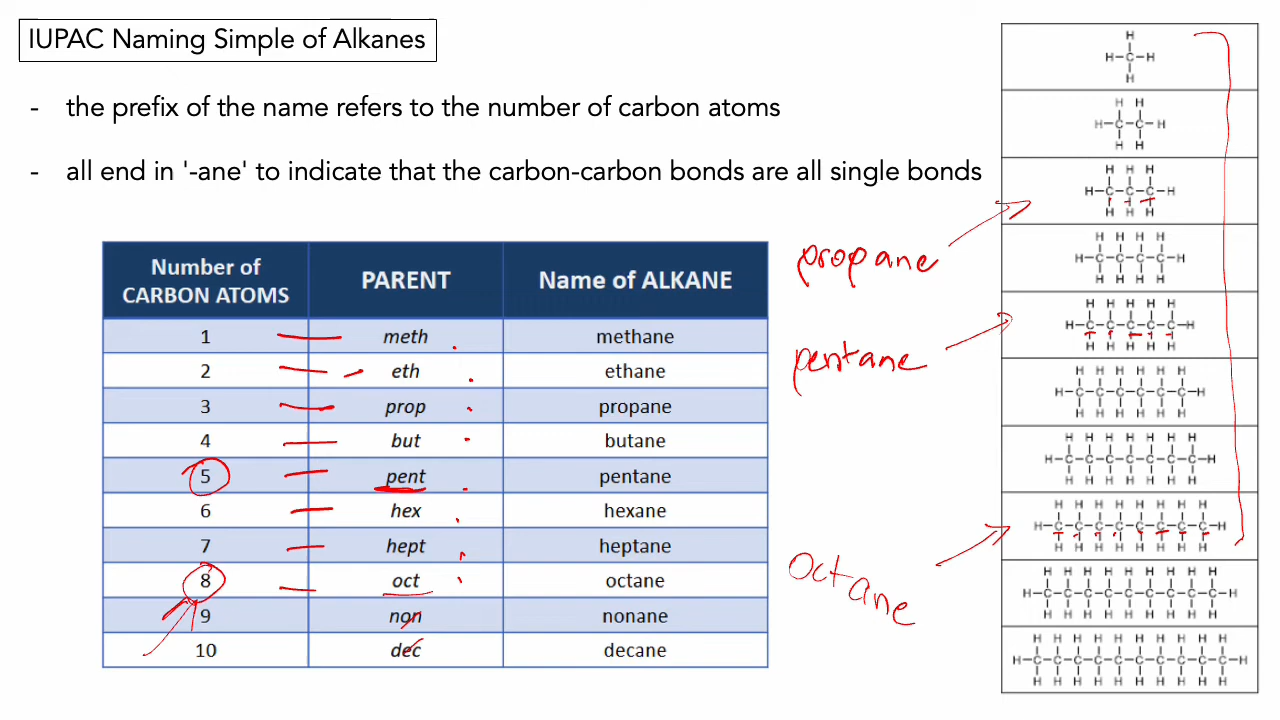 IUPAC Naming Simple of Alkanes
- the prefix of the name refers to the number of carbon atoms
- all end in '-ane' to indicate that the carbon-carbon bonds are all single bonds
Number of CARBON ATOMS PARENT Name of ALKANE
1 meth methane
2 eth ethane
3 prop propane
4 but butane
5 pent pentane
6 hex hexane
7 hept heptane
8 oct octane
9 non nonane
10 dec decane
propane
pentane
octane
H
H-C-H
H
H H
H-C-C-H
H H
H H H
H-C-C-C-H
H H H
H H H H
H-C-C-C-C-H
H H H H
H H H H H
H-C-C-C-C-C-H
H H H H H
H H H H H H
H-C-C-C-C-C-C-H
H H H H H H
H H H H H H H
H-C-C-C-C-C-C-C-H
H H H H H H H
H H H H H H H H
H-C-C-C-C-C-C-C-C-H
H H H H H H H H
H H H H H H H H H
H-C-C-C-C-C-C-C-C-C-H
H H H H H H H H H
H H H H H H H H H H
H-C-C-C-C-C-C-C-C-C-C-H
H H H H H H H H H H